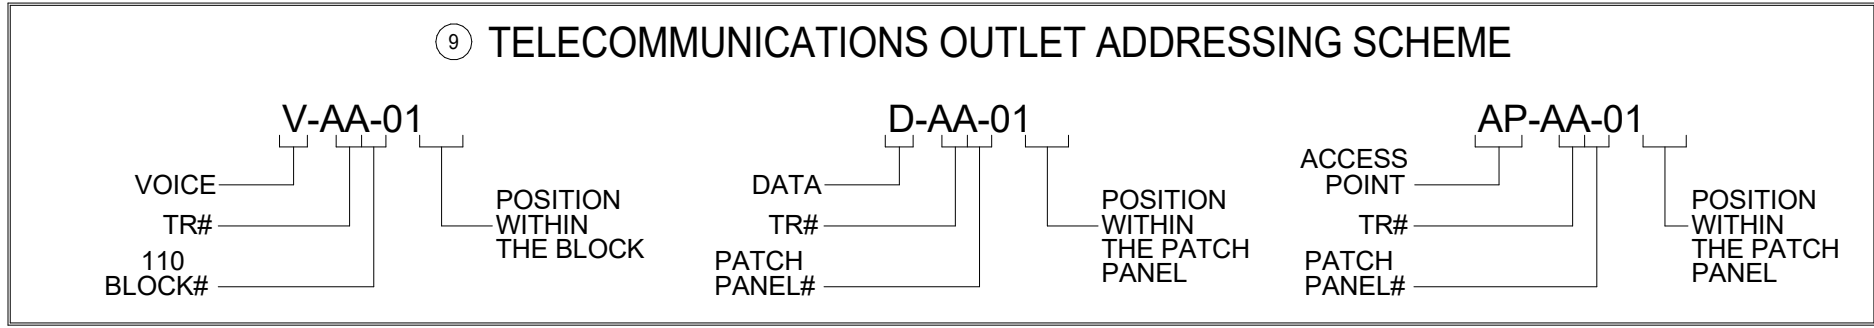 9 TELECOMMUNICATIONS OUTLET ADDRESSING SCHEME
V-AA-01
VOICE
TR#
110
BLOCK#
POSITION
WITHIN
THE BLOCK
D-AA-01
DATA
TR#
PATCH
PANEL#
POSITION
WITHIN
THE PATCH
PANEL
AP-AA-01
ACCESS
POINT
TR#
PATCH
PANEL#
POSITION
WITHIN
THE PATCH
PANEL